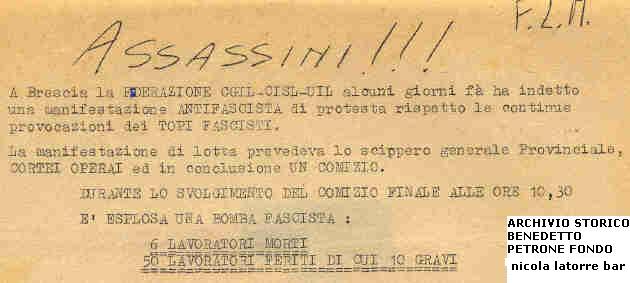 F.L.M.
ASSASSINI!!!
A Brescia la FDERAZIONE CGIL-CISL-UIL alcuni giorni fà ha indetto
una manifestazione ANTIFASCISTA di protesta rispetto le continue
provocazioni dei TOPI FASCISTI.
La manifestazione di lotta prevedeva lo scippero generale Provinciale,
CORTEI OPERAI ed in conclusione UN COMIZIO.
DURANTE LO SVOLGIMENTO DEL COMIZIO FINALE ALLE ORE 10,30
E' ESPLOSA UNA BOMBA FASCISTA :
6 LAVORATORI MORTI
50 LAVORATORI FERITI DI CUI 10 GRAVI
ARCHIVIO STORICO
BENEDETTO
PETRONE FONDO
nicola latorre bar